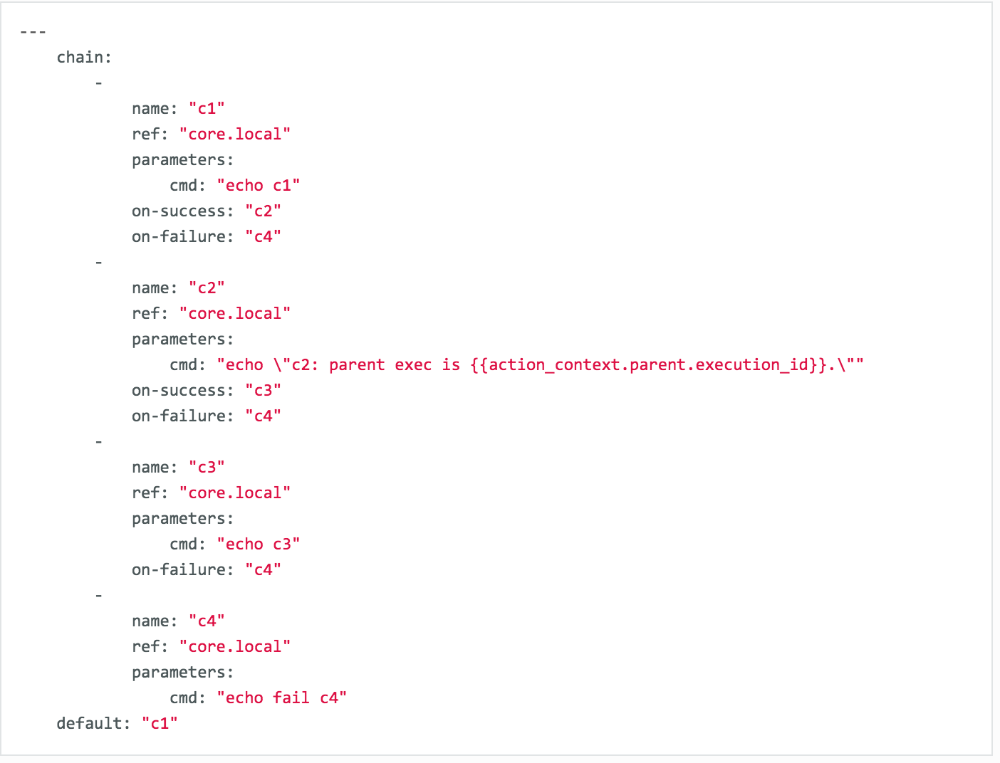 ---
    chain:
        -
            name: "c1"
            ref: "core.local"
            parameters:
                cmd: "echo c1"
            on-success: "c2"
            on-failure: "c4"
        -
            name: "c2"
            ref: "core.local"
            parameters:
                cmd: "echo \"c2: parent exec is {{action_context.parent.execution_id}}.\""
            on-success: "c3"
            on-failure: "c4"
        -
            name: "c3"
            ref: "core.local"
            parameters:
                cmd: "echo c3"
            on-failure: "c4"
        -
            name: "c4"
            ref: "core.local"
            parameters:
                cmd: "echo fail c4"
    default: "c1"